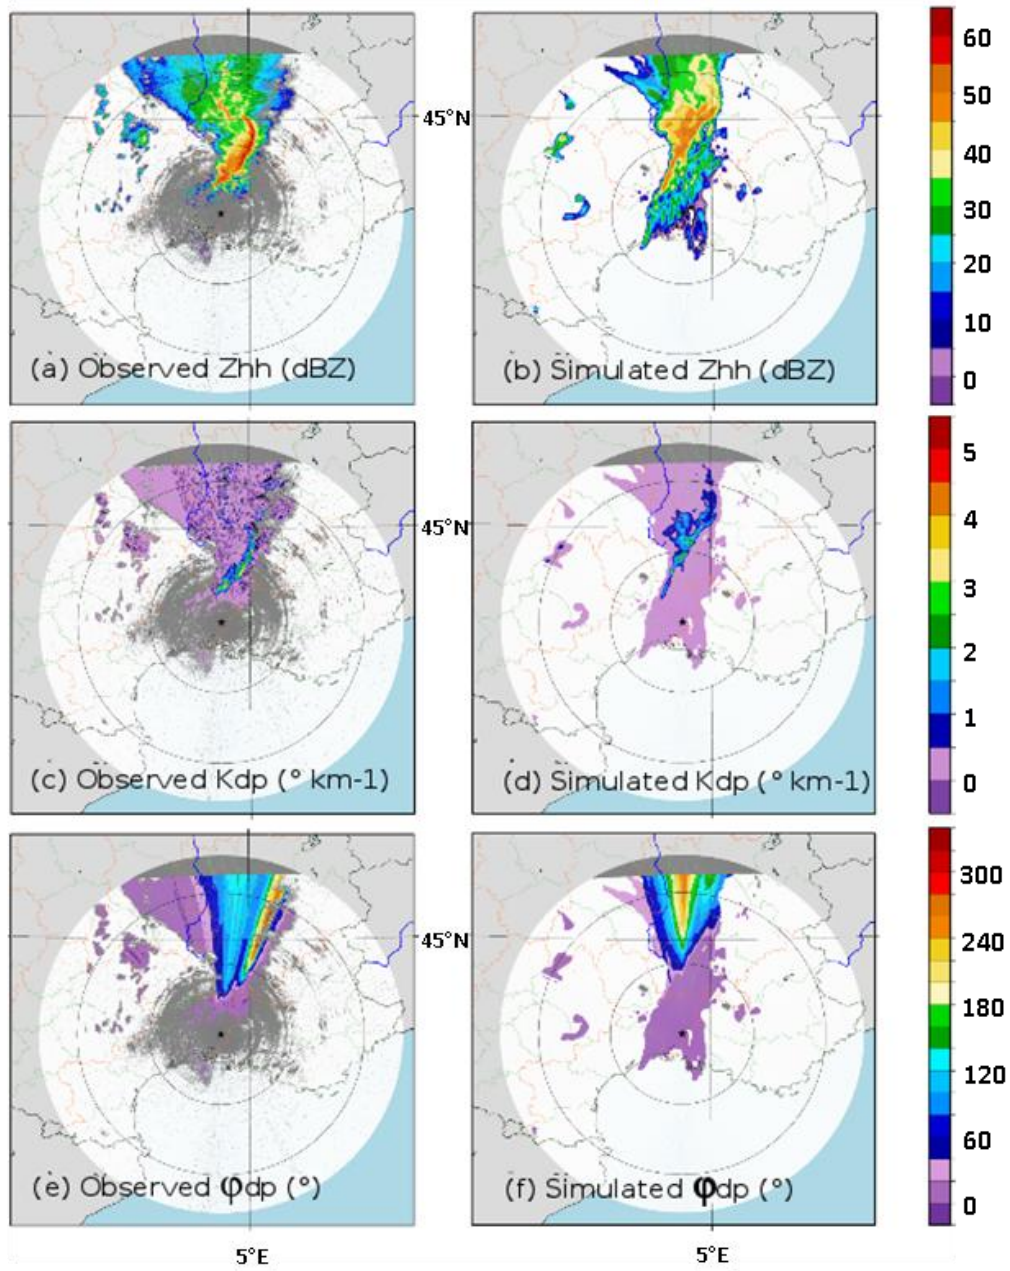 60
50
45°N
40
30
20
10
(a) Observed Zhh (dBZ)
(b) Simulated Zhh (dBZ)
0
5
4
45°N
3
2
1
(c) Observed Kdp (° km-1)
(d) Simulated Kdp (° km-1)
0
300
240
45°N
180
120
60
(e) Observed φdp (°)
(f) Simulated φdp (°)
0
5°E
5°E